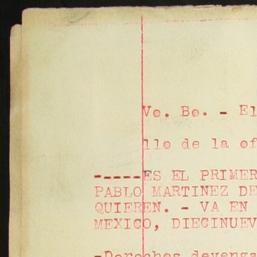 Vo. Bo. - El
llo de la of
-----ES EL PRIMER
PABLO MARTINEZ DE
QUIEREN. - VA EN
MEXICO, DIECINUEV
-Derechos devenga